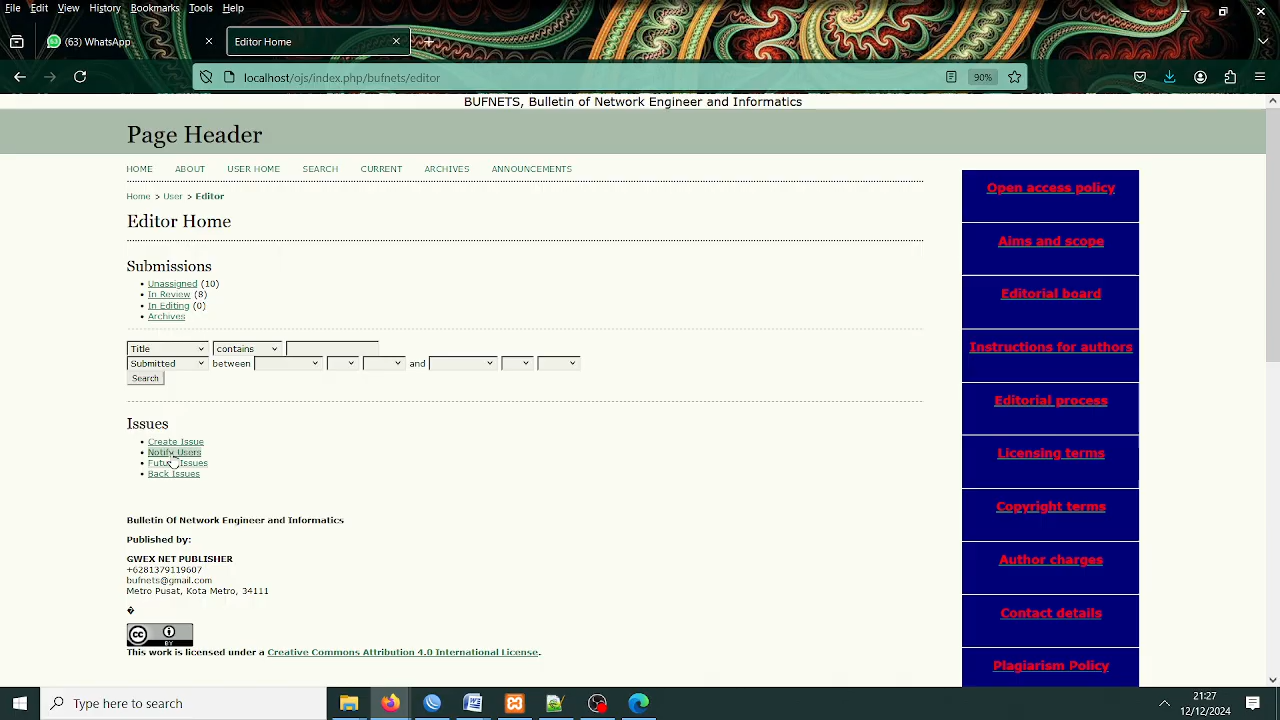 File Edit View History Bookmarks Tools Help
(63) WhatsApp
Editor Home
localhost/ojs/index.php/bufnets/editor
90%
BUFNETS, Bulletin of Network Engineer and Informatics
Page Header
HOME ABOUT USER HOME SEARCH CURRENT ARCHIVES ANNOUNCEMENTS
Home > User > Editor
Editor Home
Submissions
Unassigned (10)
In Review (8)
In Editing (0)
Archives
Title contains
Submitted between and
Search
Issues
Create Issue
Notify Users
Future Issues
Back Issues
Bulletin Of Network Engineer and Informatics
Published by:
GWEX NET PUBLISHER
+6281379119607
bufnets@gmail.com
Metro Pusat, Kota Metro, 34111
�
CC BY
This work is licensed under a Creative Commons Attribution 4.0 International License.
Open access policy
Aims and scope
Editorial board
Instructions for authors
Editorial process
Licensing terms
Copyright terms
Author charges
Contact details
Plagiarism Policy
Type here to search
21:27
12/12/2024